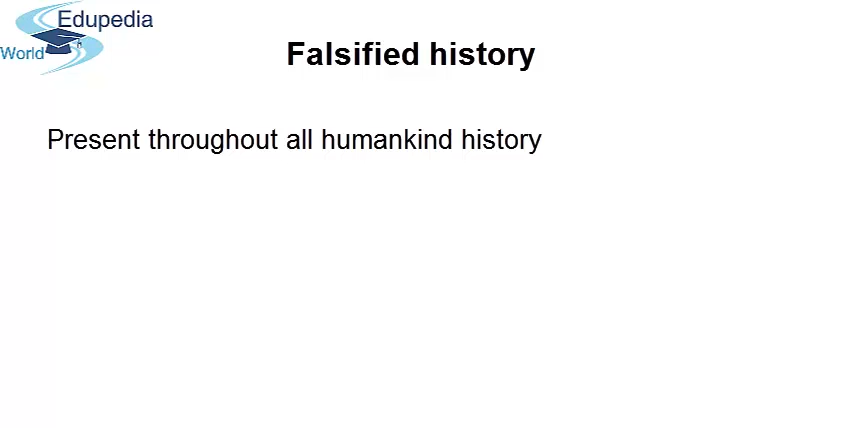 Edupedia
World
Falsified history
Present throughout all humankind history